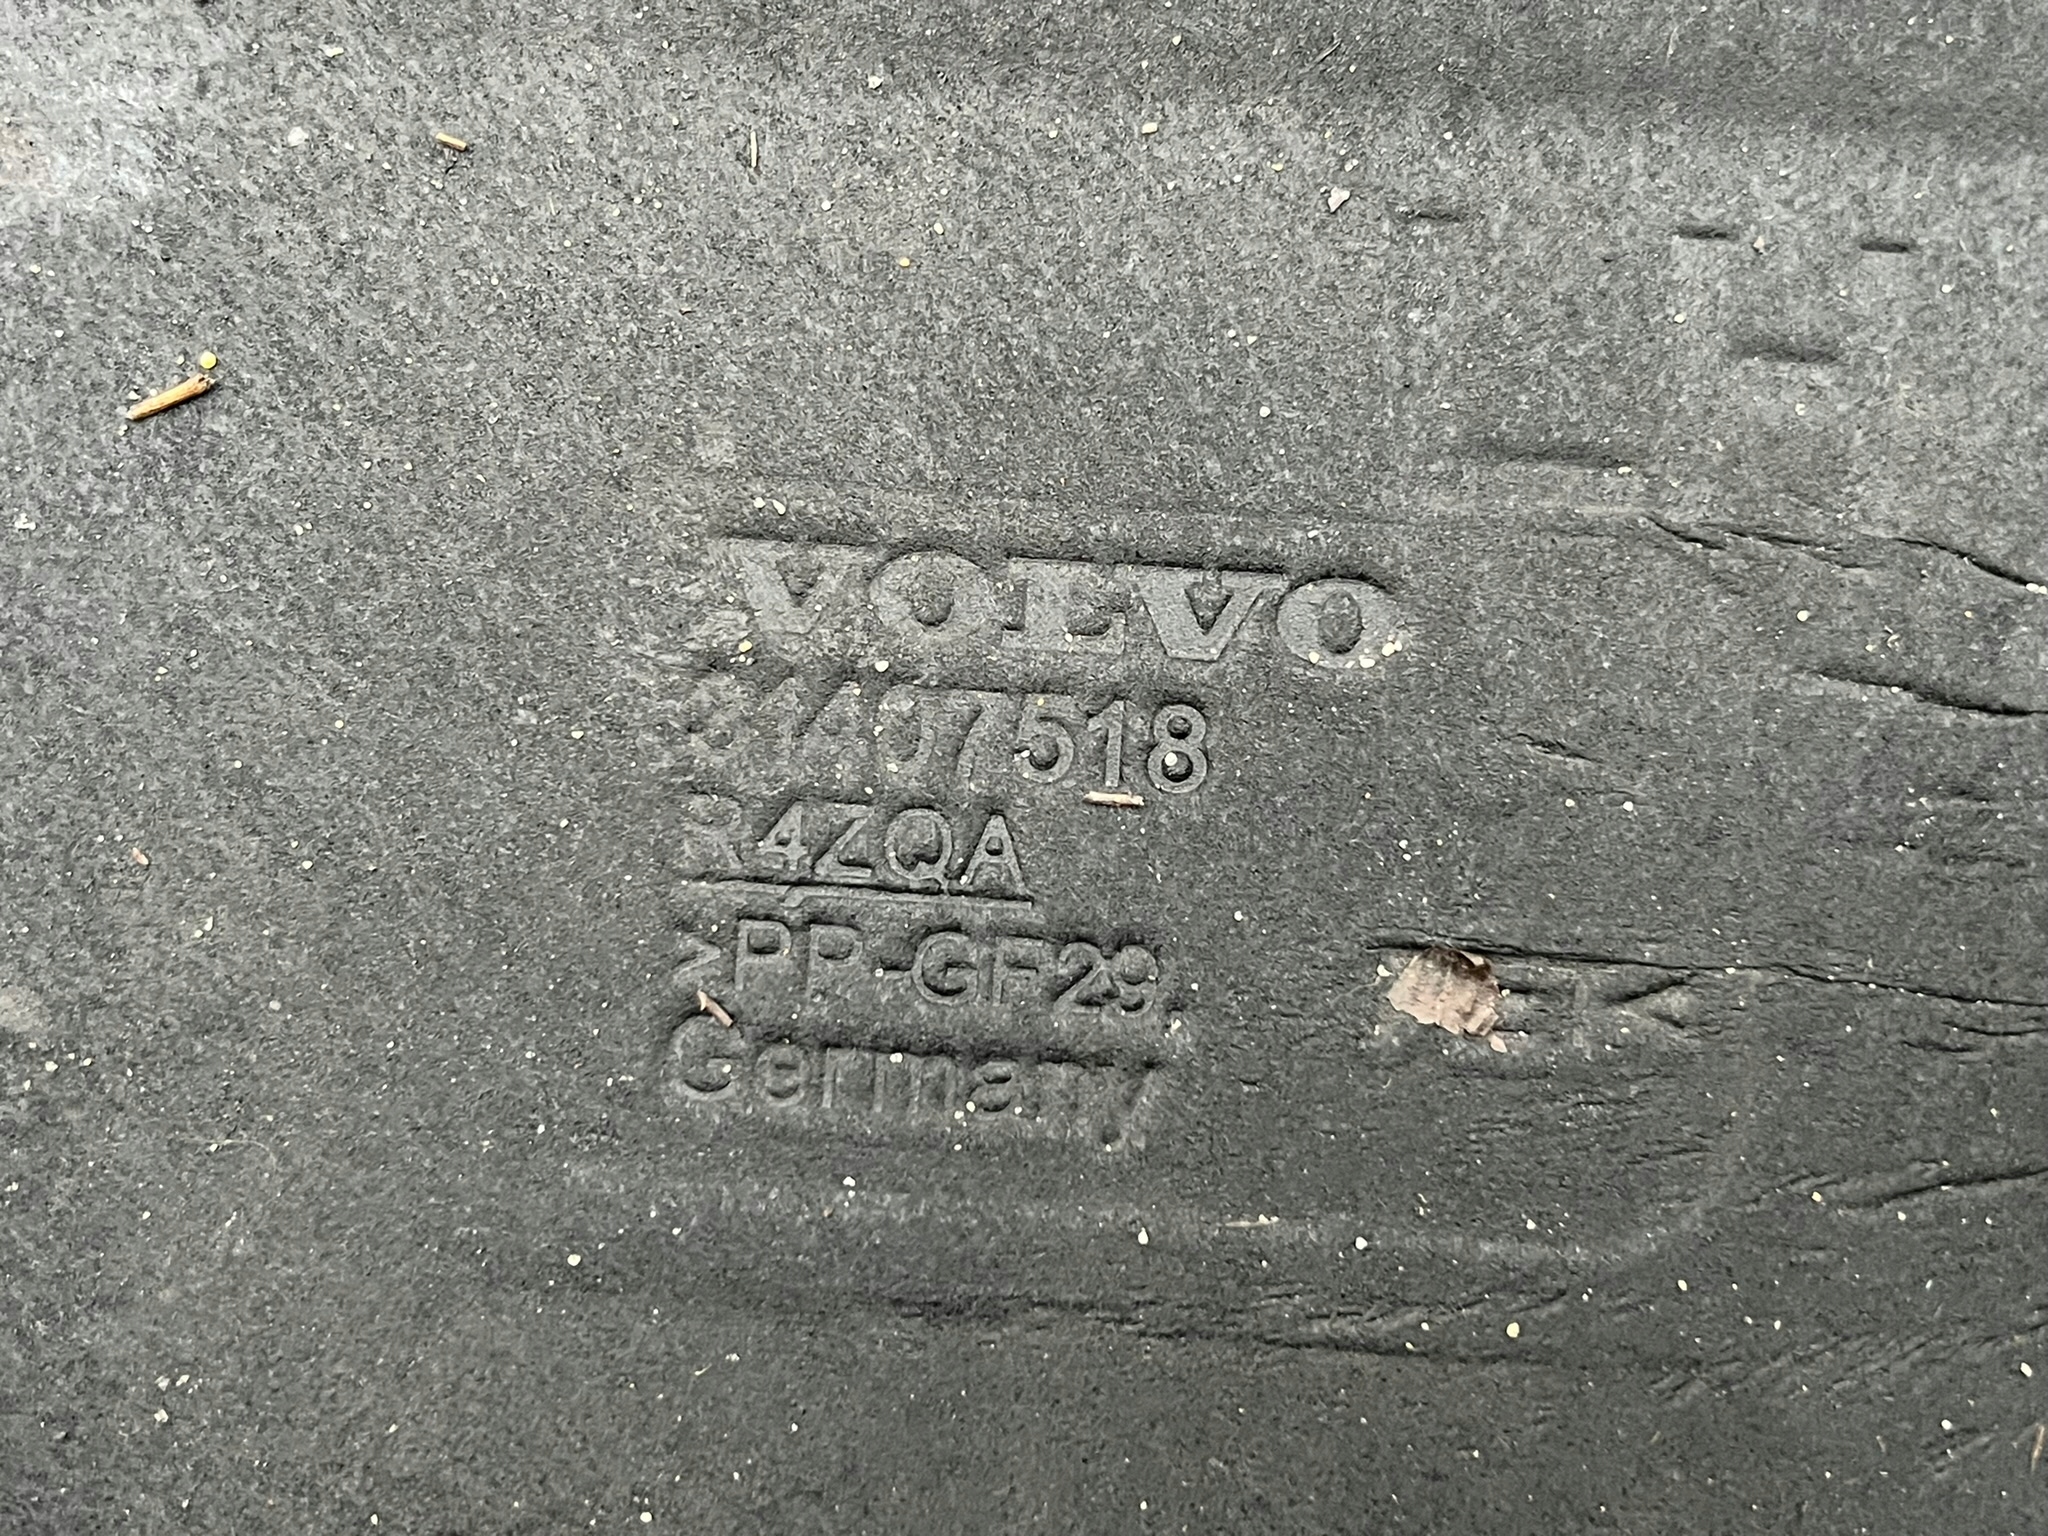 VOLVO
31407518
R4ZQA
>PP-GF29
Germany
K